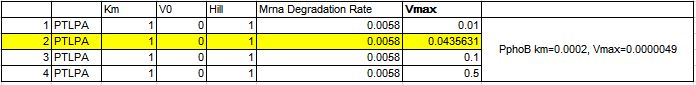 Km V0 Hill Mrna Degradation Rate Vmax
1 PTLPA 1 0 1 0.0058 0.01
2 PTLPA 1 0 1 0.0058 0.0435631
PphoB km=0.0002, Vmax=0.0000049
3 PTLPA 1 0 1 0.0058 0.1
4 PTLPA 1 0 1 0.0058 0.5